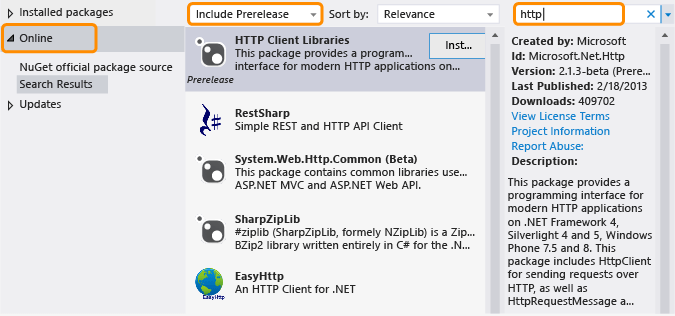 Installed packages
Include Prerelease
Sort by:
Relevance
http
Online
NuGet official package source
Search Results
Updates
HTTP Client Libraries
This package provides a program...
interface for modern HTTP applications on...
Inst...
Prerelease
RestSharp
Simple REST and HTTP API Client
System.Web.Http.Common (Beta)
This package contains common libraries use...
ASP.NET MVC and ASP.NET Web API.
SharpZipLib
#ziplib (SharpZipLib, formely NZipLib) is a Zip...
BZip2 library written entirely in C# for the .N...
EasyHttp
EasyHttp
An HTTP Client for .NET
Created by: Microsoft
Id: Microsoft.Net.Http
Version: 2.1.3-beta (Prere...
Last Published: 2/18/2013
Downloads: 409702
View License Terms
Project Information
Report Abuse:
Description:
This package provides a
programming interface for
modern HTTP applications
on .NET Framework 4,
Silverlight 4 and 5, Windows
Phone 7.5 and 8. This
package includes HttpClient
for sending requests over
HTTP, as well as
HttpRequestMessage a...